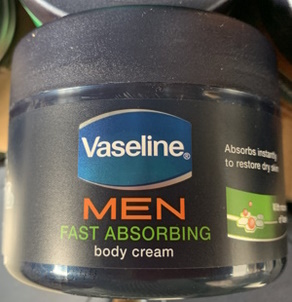 Vaseline®
MEN
FAST ABSORBING
body cream
Absorbs instantly
to restore dry skin